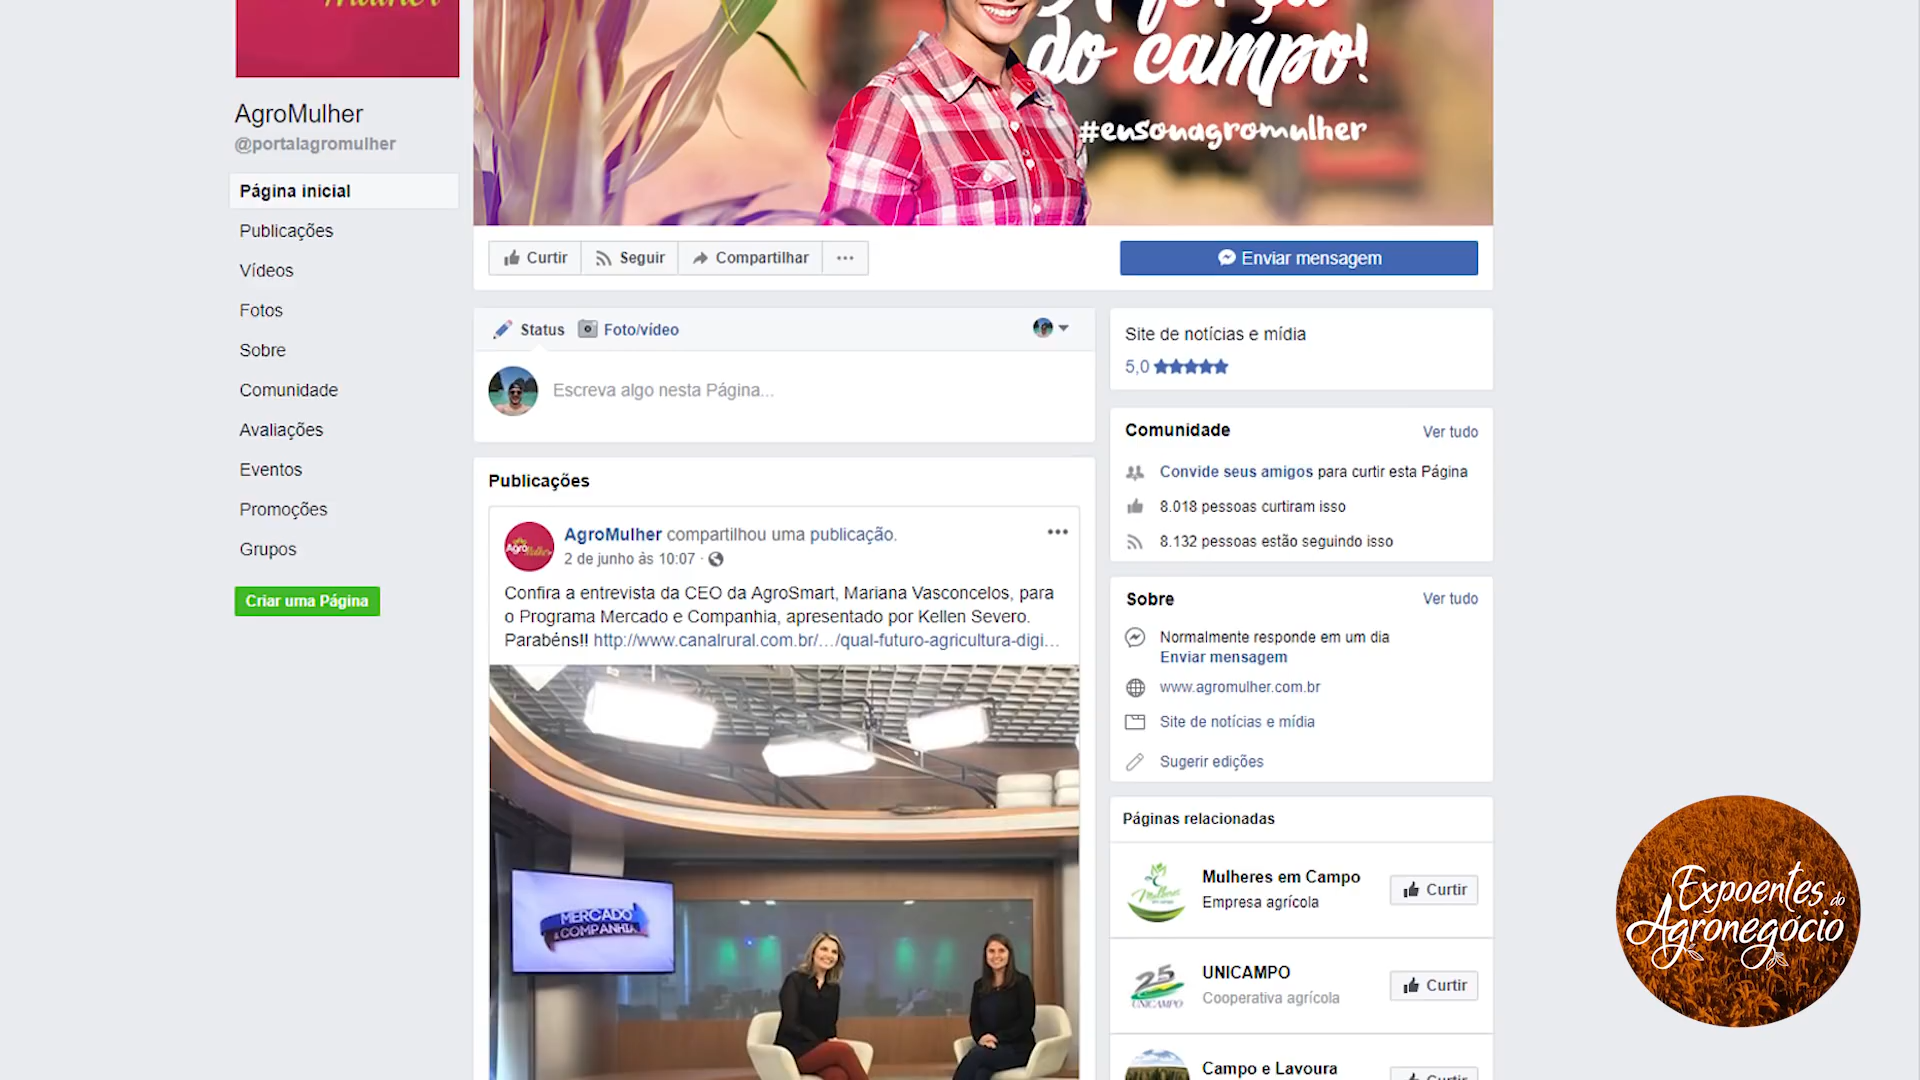 A força
do campo!
#eusouagromulher
AgroMulher
@portalagromulher
Página inicial
Publicações
Vídeos
Fotos
Sobre
Comunidade
Avaliações
Eventos
Promoções
Grupos
Criar uma Página
Curtir
Seguir
Compartilhar
Enviar mensagem
Status
Foto/vídeo
Escreva algo nesta Página...
Publicações
AgroMulher compartilhou uma publicação.
2 de junho às 10:07 ·
Confira a entrevista da CEO da AgroSmart, Mariana Vasconcelos, para
o Programa Mercado e Companhia, apresentado por Kellen Severo.
Parabéns!! http://www.canalrural.com.br/…/qual-futuro-agricultura-digi…
MERCADO
& COMPANHIA
Site de notícias e mídia
5,0
Comunidade
Ver tudo
Convide seus amigos para curtir esta Página
8.018 pessoas curtiram isso
8.132 pessoas estão seguindo isso
Sobre
Ver tudo
Normalmente responde em um dia
Enviar mensagem
www.agromulher.com.br
Site de notícias e mídia
Sugerir edições
Páginas relacionadas
Mulheres em Campo
Empresa agrícola
Curtir
25
UNICAMPO
UNICAMPO
Cooperativa agrícola
Curtir
Campo e Lavoura
Curtir
Expoentes do
Agronegócio